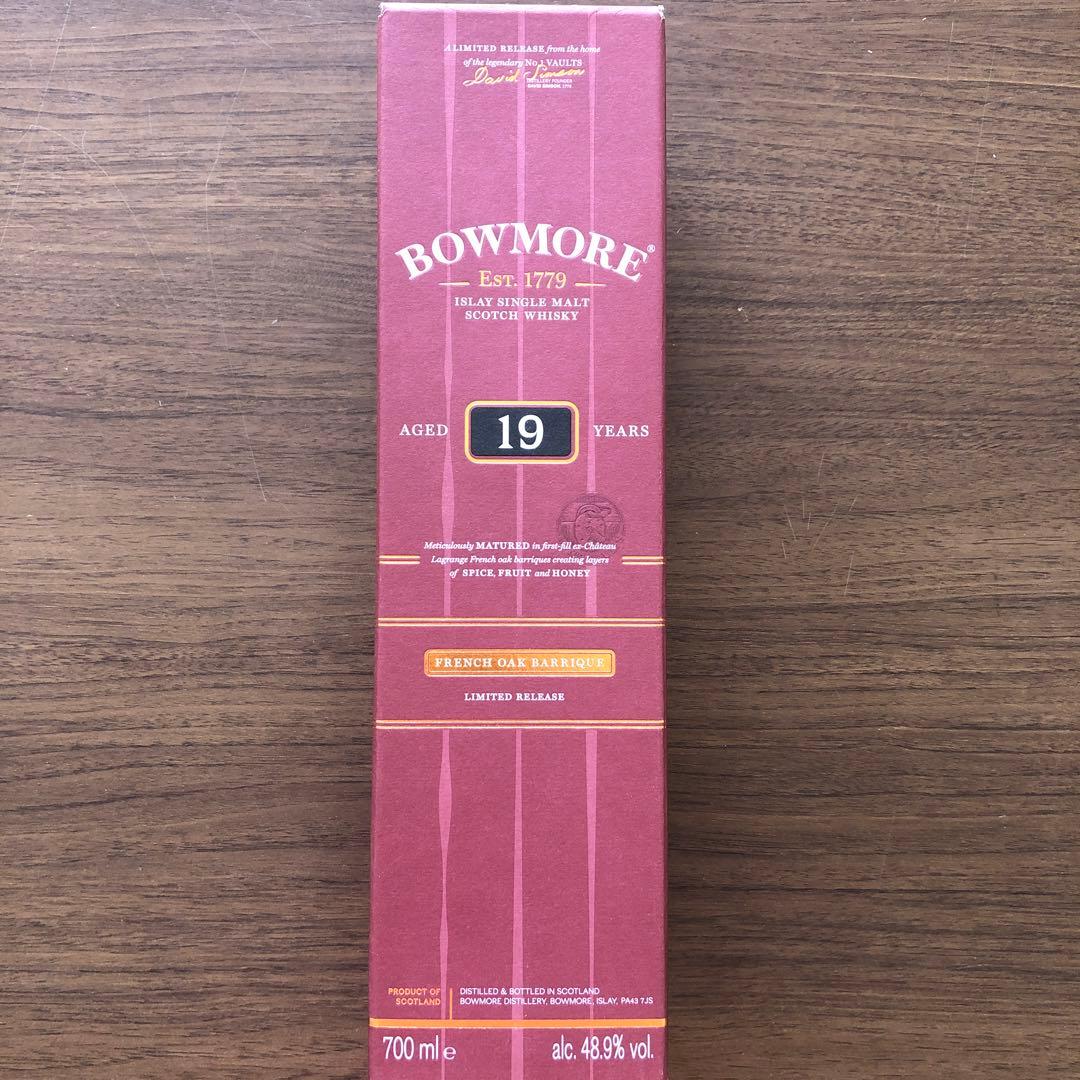 A LIMITED RELEASE from the home
of the legendary No.1 VAULTS
David Simson
DISTILLERY FOUNDER
DAVID SIMSON, 1779
BOWMORE®
EST. 1779
ISLAY SINGLE MALT
SCOTCH WHISKY
AGED 19 YEARS
Meticulously MATURED in first-fill ex-Château
Lagrange French oak barriques creating layers
of SPICE, FRUIT and HONEY
FRENCH OAK BARRIQUE
LIMITED RELEASE
PRODUCT OF
SCOTLAND
DISTILLED & BOTTLED IN SCOTLAND
BOWMORE DISTILLERY, BOWMORE, ISLAY, PA43 7JS
700 ml e
alc. 48.9% vol.